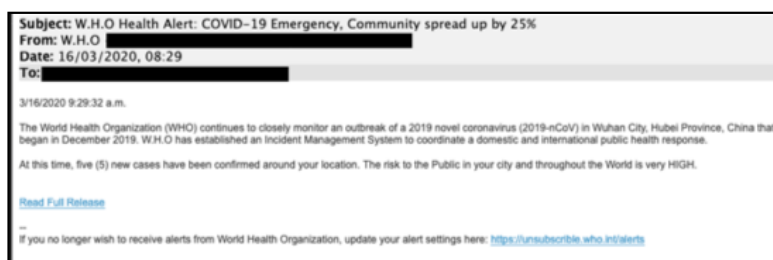 Subject: W.H.O Health Alert: COVID-19 Emergency, Community spread up by 25%
From: W.H.O
Date: 16/03/2020, 08:29
To:
3/16/2020 9:29:32 a.m.
The World Health Organization (WHO) continues to closely monitor an outbreak of a 2019 novel coronavirus (2019-nCoV) in Wuhan City, Hubei Province, China that
began in December 2019. W.H.O has established an Incident Management System to coordinate a domestic and international public health response.
At this time, five (5) new cases have been confirmed around your location. The risk to the Public in your city and throughout the World is very HIGH.
Read Full Release
--
If you no longer wish to receive alerts from World Health Organization, update your alert settings here: https://unsubscrible.who.int/alerts